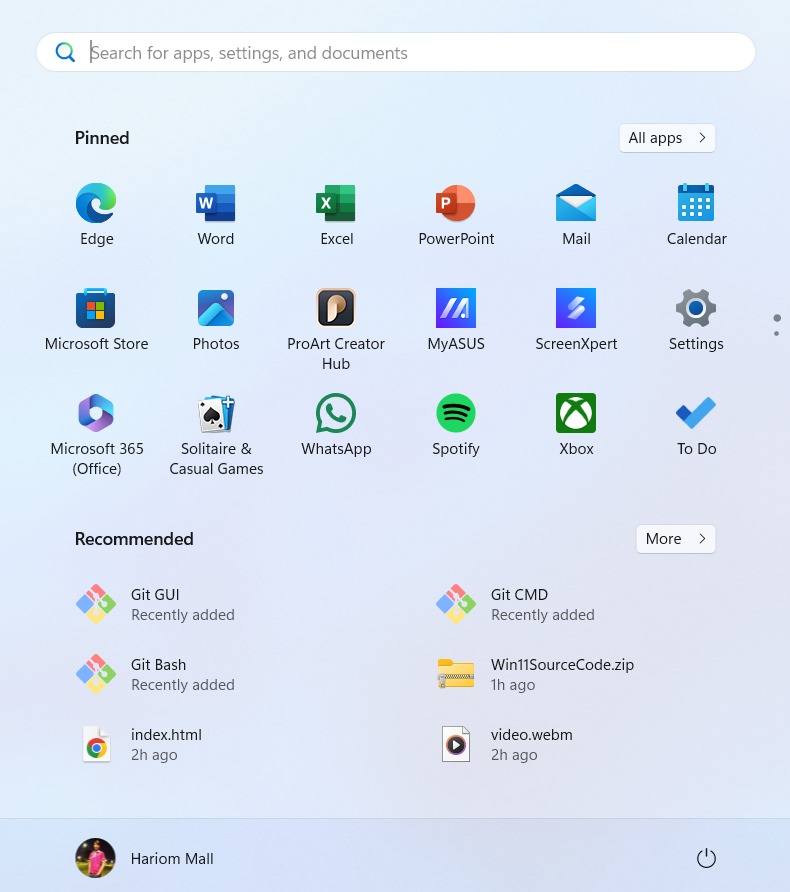 Search for apps, settings, and documents
Pinned
All apps
Edge
Word
Excel
PowerPoint
Mail
Calendar
Microsoft Store
Photos
ProArt Creator
Hub
MyASUS
ScreenXpert
Settings
Microsoft 365
(Office)
Solitaire &
Casual Games
WhatsApp
Spotify
Xbox
To Do
Recommended
More
Git GUI
Recently added
Git CMD
Recently added
Git Bash
Recently added
Win11SourceCode.zip
1h ago
index.html
2h ago
video.webm
2h ago
Hariom Mall